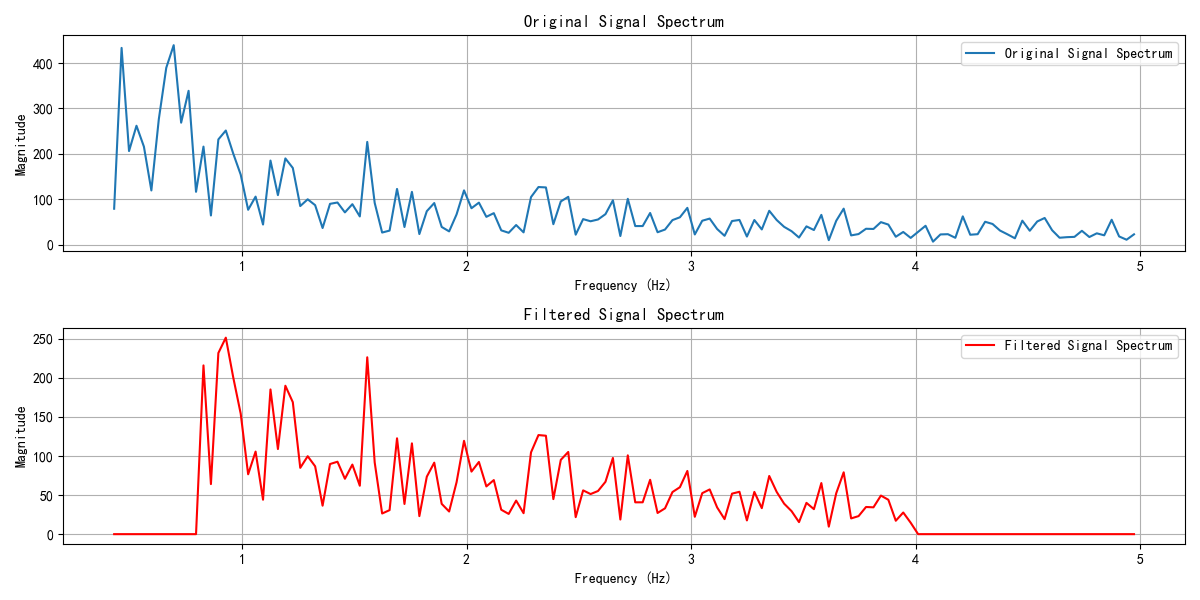 Original Signal Spectrum
Original Signal Spectrum
Magnitude
400
300
200
100
0
1 2 3 4 5
Frequency (Hz)
Filtered Signal Spectrum
Filtered Signal Spectrum
Magnitude
250
200
150
100
50
0
1 2 3 4 5
Frequency (Hz)